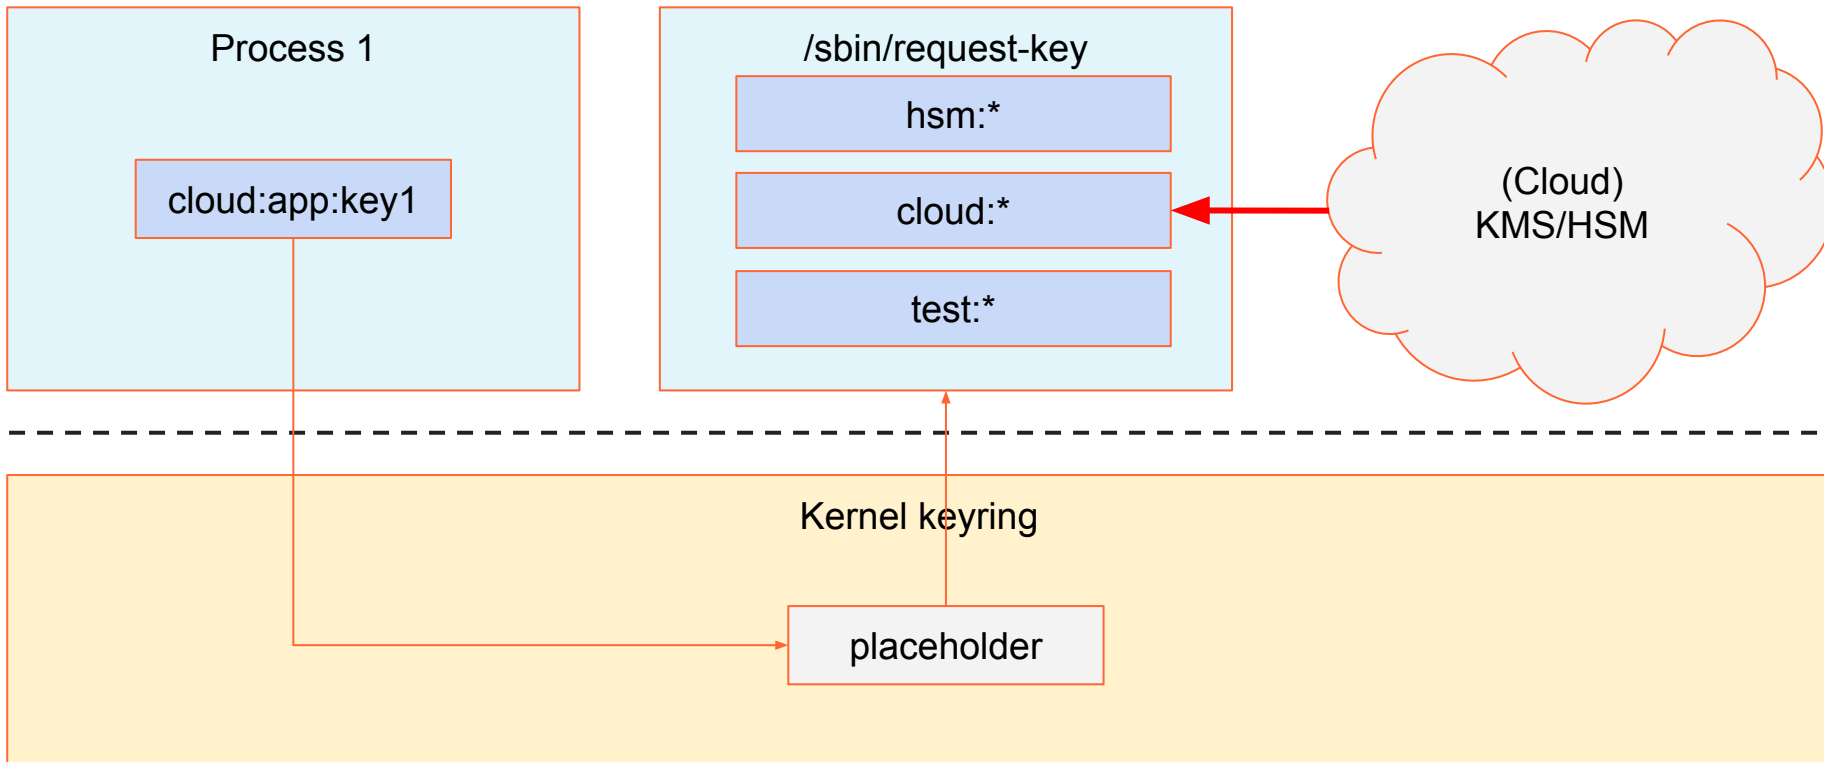 Process 1
cloud:app:key1
/sbin/request-key
hsm:*
cloud:*
test:*
(Cloud)
KMS/HSM
Kernel keyring
placeholder